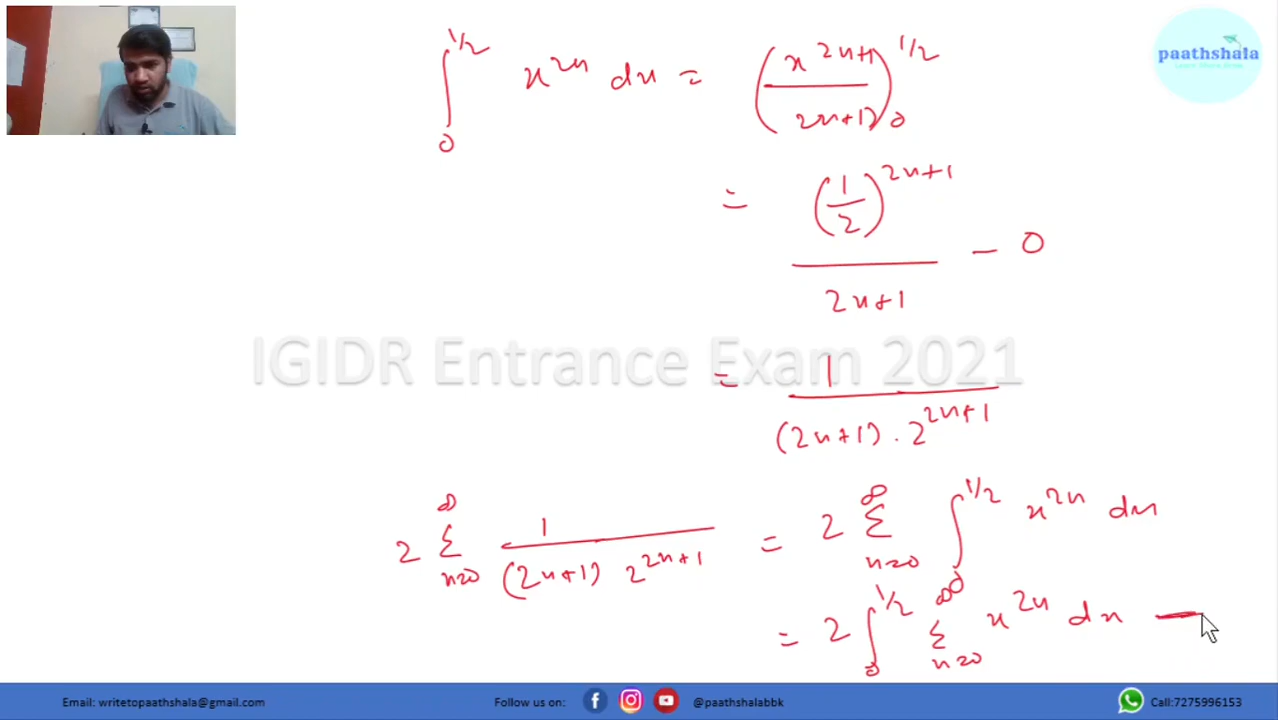 paathshala
∫₀^{1/2} x^{2n} dx = (x^{2n+1}/(2n+1))₀^{1/2}
= (1/2)^{2n+1}/(2n+1) - 0
IGIDR Entrance Exam 2021
= 1/((2n+1) . 2^{2n+1})
2 Σ_{n=0}^{∞} 1/((2n+1) 2^{2n+1}) = 2 Σ_{n=0}^{∞} ∫₀^{1/2} x^{2n} dx
= 2 ∫₀^{1/2} Σ_{n=0}^{∞} x^{2n} dx —
Email: writetopaathshala@gmail.com Follow us on: @paathshalabbk Call:7275996153